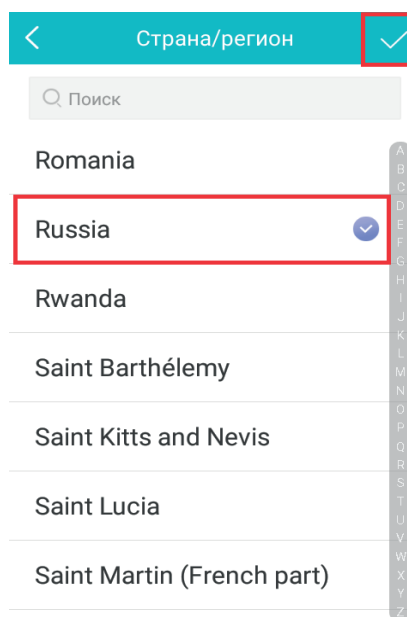 Страна/регион
Поиск
Romania
Russia
Rwanda
Saint Barthélemy
Saint Kitts and Nevis
Saint Lucia
Saint Martin (French part)
A
B
C
D
E
F
G
H
I
J
K
L
M
N
O
P
Q
R
S
T
U
V
W
X
Y
Z